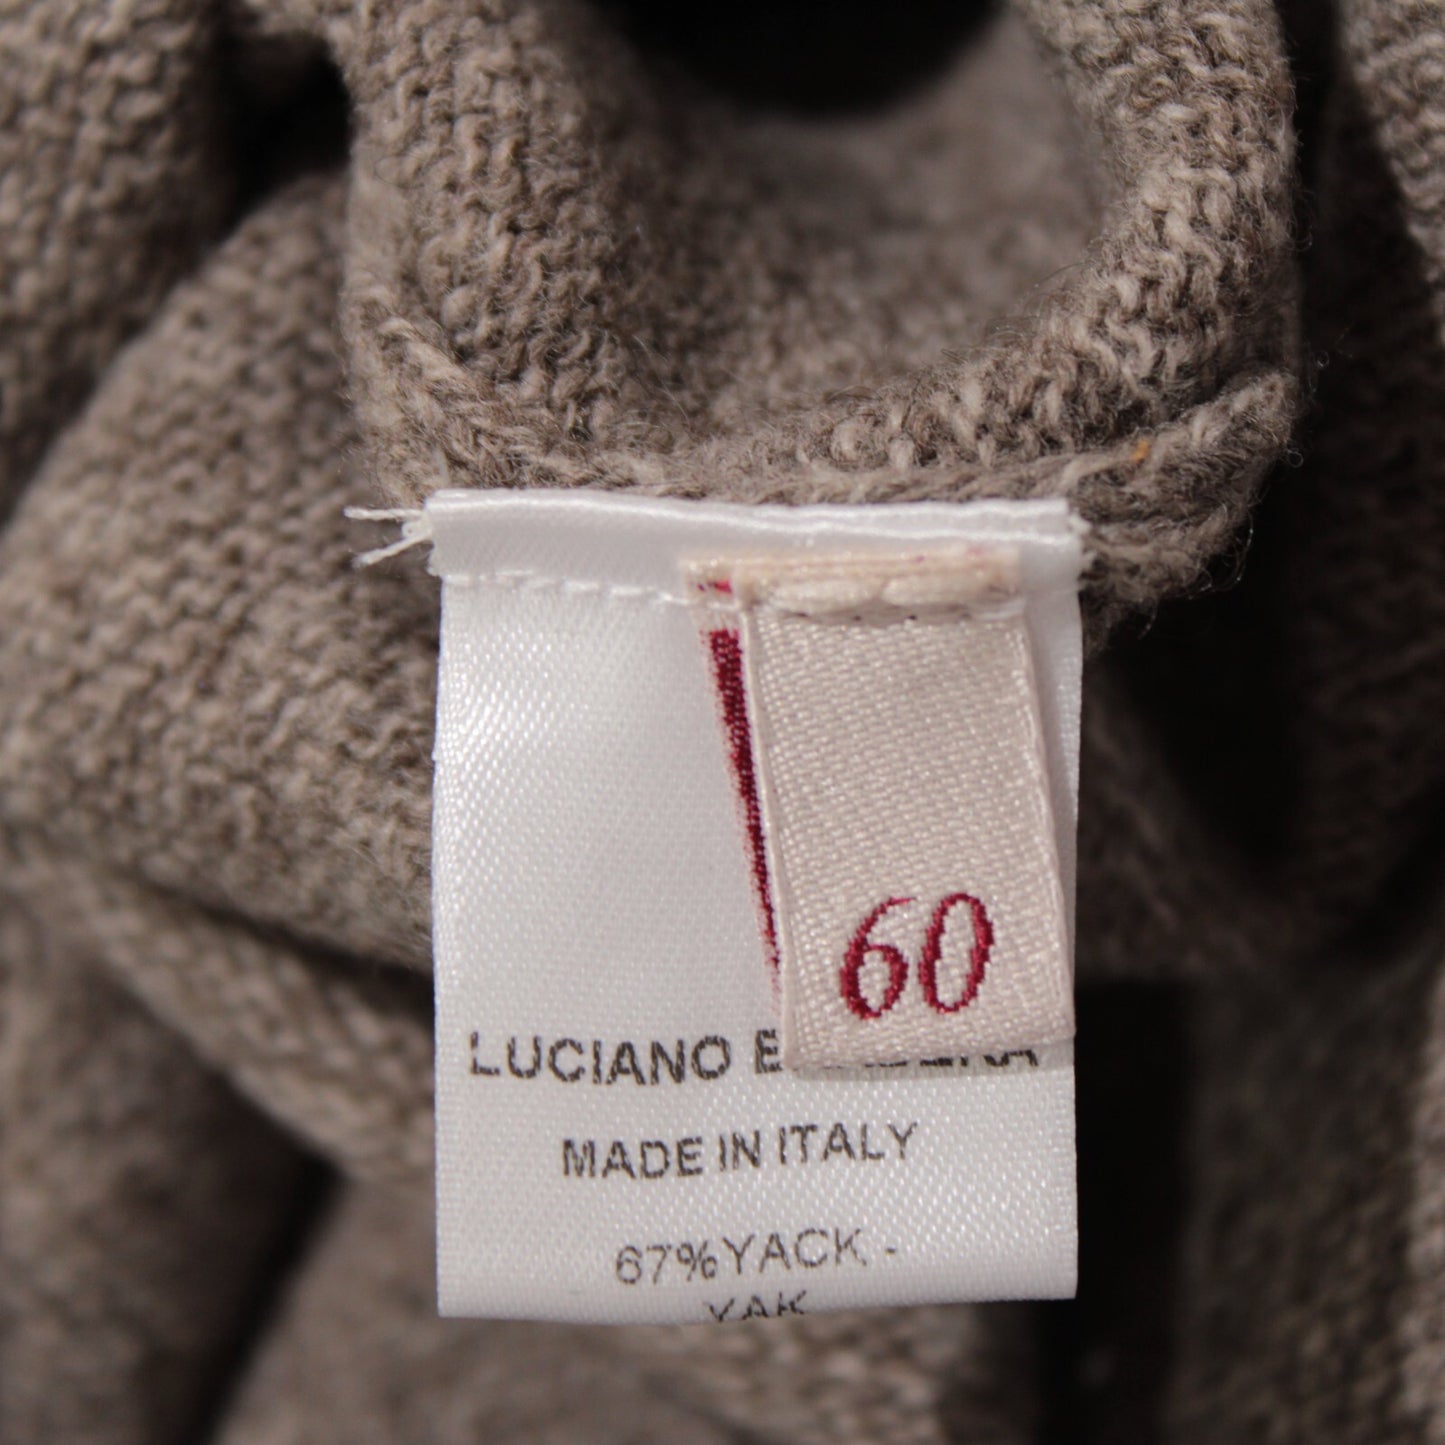 60
LUCIANO
MADE IN ITALY
67%YACK -
YAK